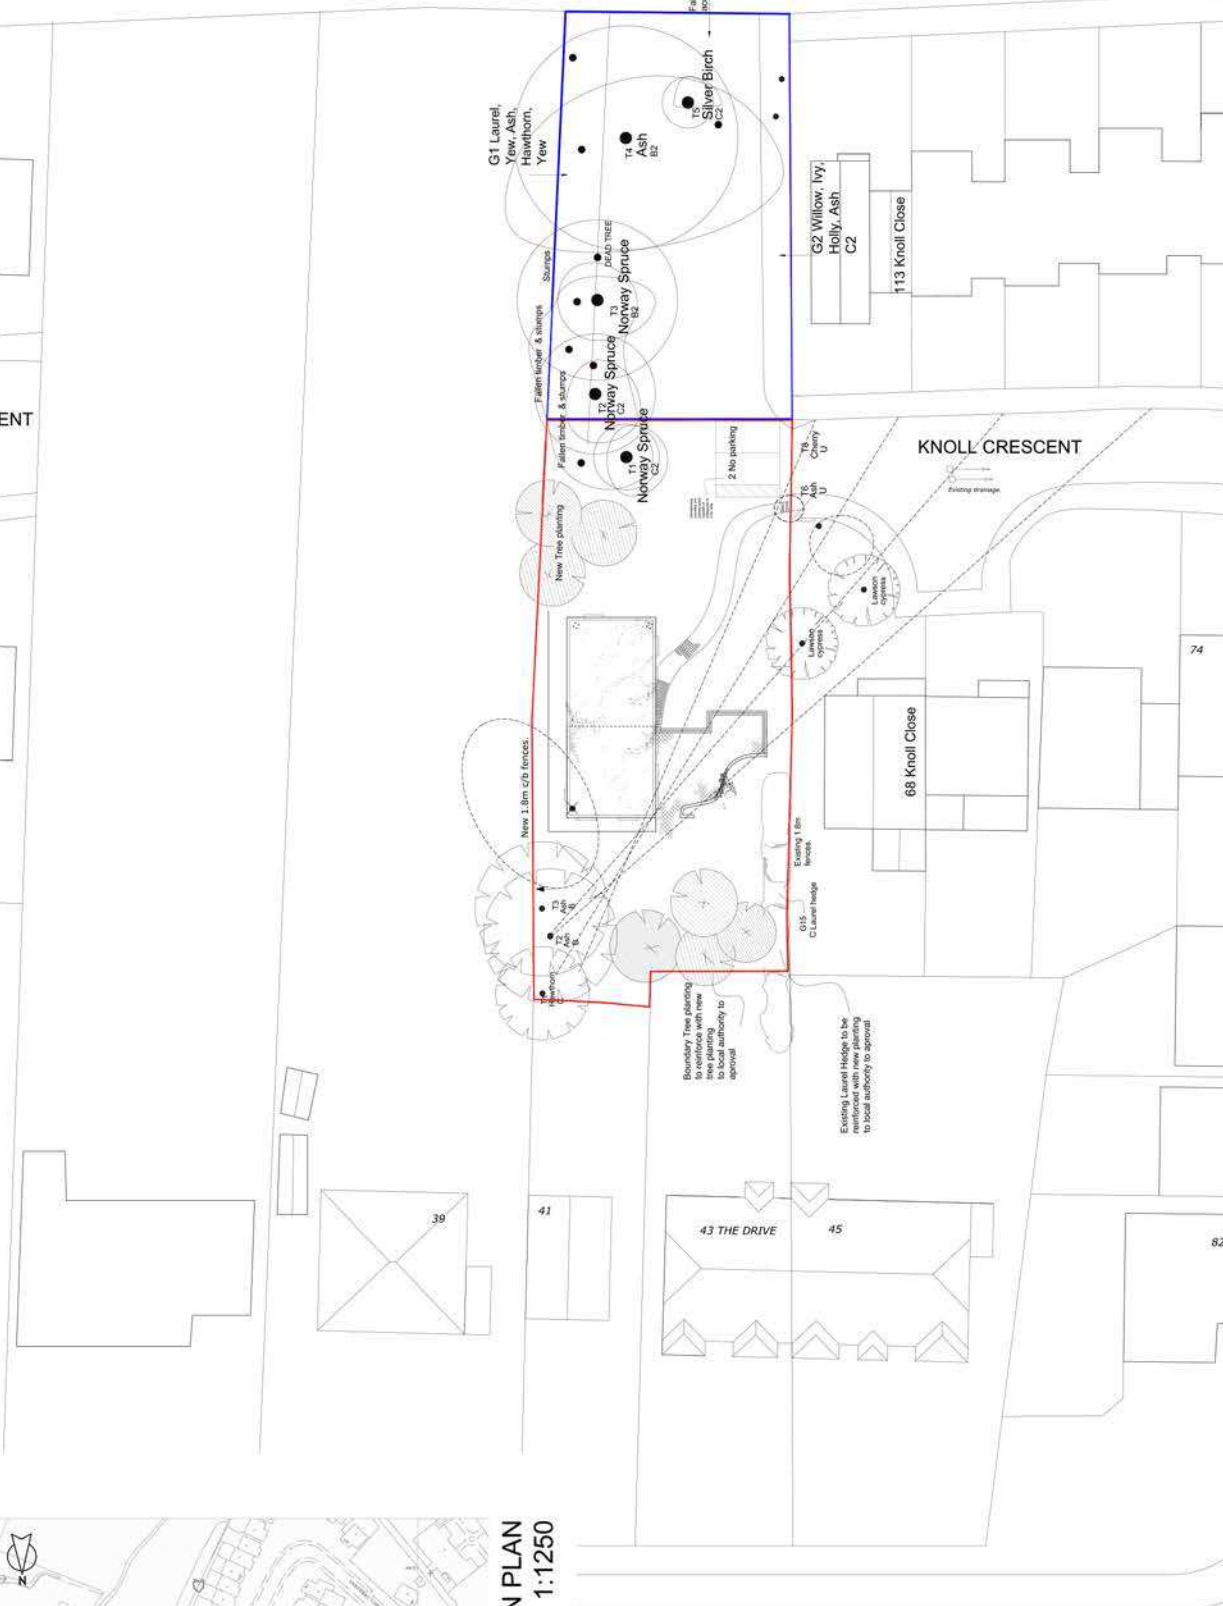 G1 Laurel,
Yew, Ash,
Hawthorn,
Yew
T5
Silver Birch
C2
T4
Ash
B2
DEAD TREE
Stumps
T3
Norway Spruce
B2
Fallen timber & stumps
T2
Norway Spruce
C2
Fallen timber & stumps
T1
Norway Spruce
C2
G2 Willow, Ivy,
Holly, Ash
C2
113 Knoll Close
ENT
KNOLL CRESCENT
Existing drainage.
2 No parking
T8
Cherry
U
T6
Ash
U
New Tree planting
Lawson
cypress
Lawson
cypress
74
68 Knoll Close
New 1.8m c/b fences.
Existing 1.8m
fences.
G15
C Laurel hedge
T3
Ash
B
T2
Ash
B
Hawthorn
C
Boundary Tree planting
to reinforce with new
tree planting
to local authority to
aproval
Existing Laurel Hedge to be
reinforced with new planting
to local authority to aproval
39
41
43 THE DRIVE
45
82
N
N PLAN
1:1250